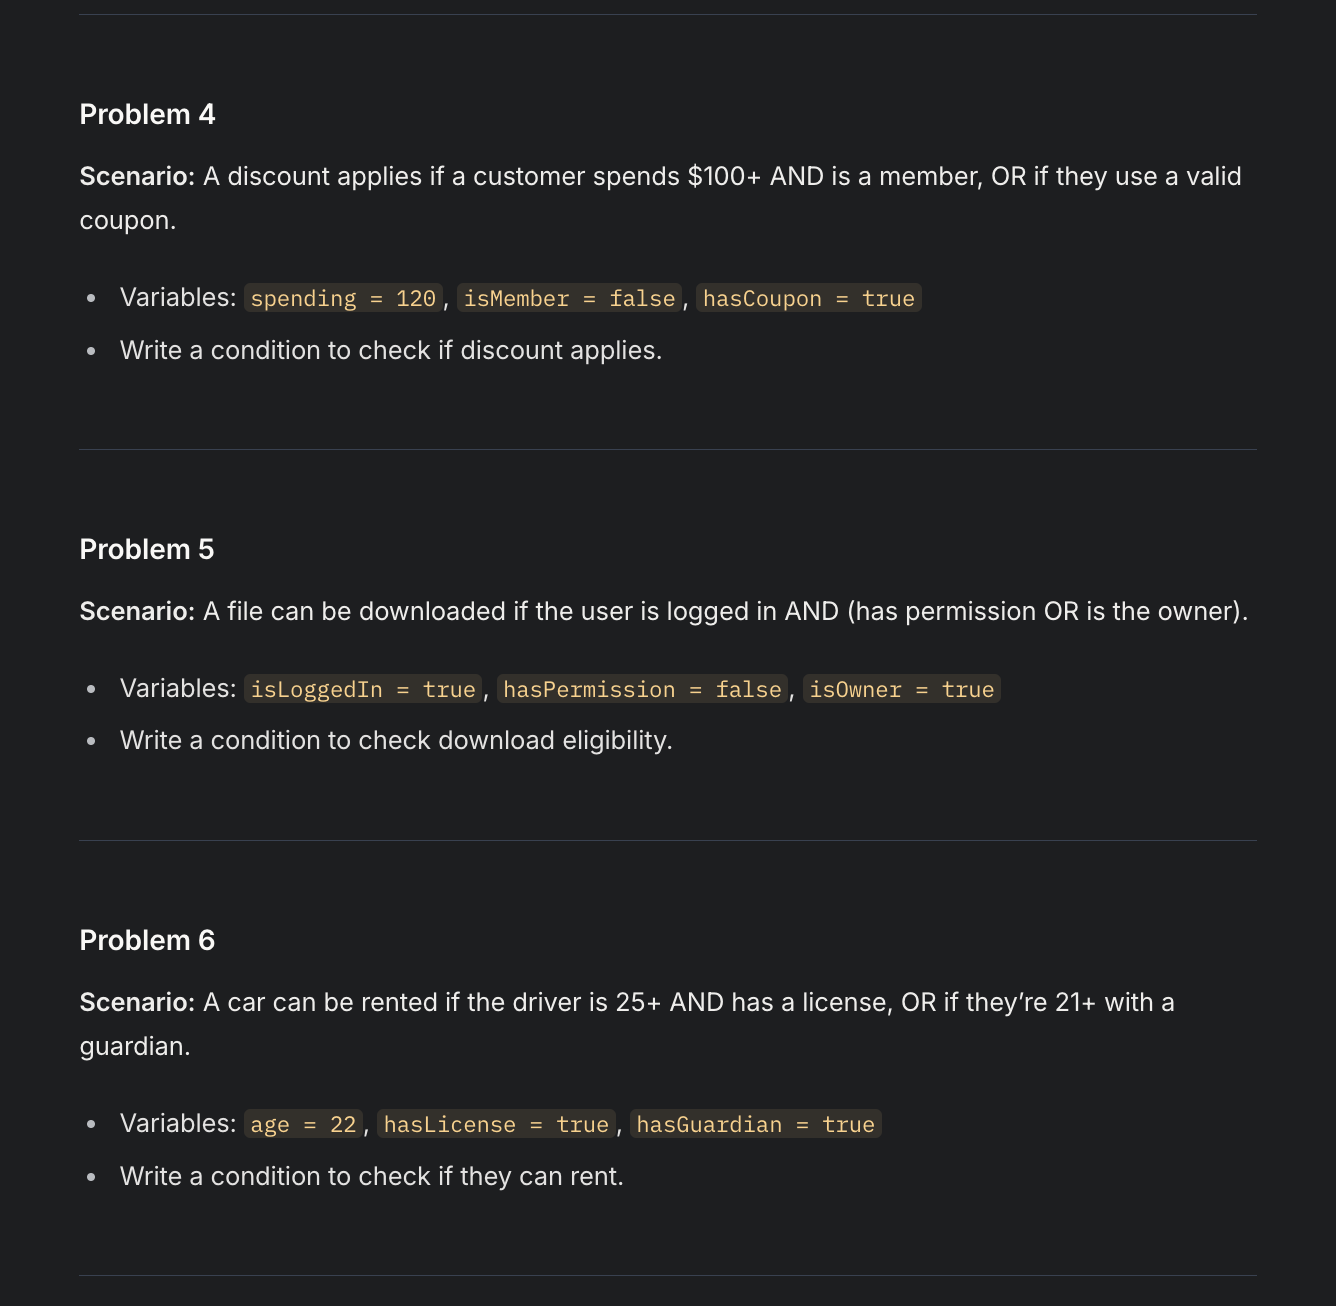 Problem 4
Scenario: A discount applies if a customer spends $100+ AND is a member, OR if they use a valid
coupon.
• Variables: spending = 120, isMember = false, hasCoupon = true
• Write a condition to check if discount applies.
Problem 5
Scenario: A file can be downloaded if the user is logged in AND (has permission OR is the owner).
• Variables: isLoggedIn = true, hasPermission = false, isOwner = true
• Write a condition to check download eligibility.
Problem 6
Scenario: A car can be rented if the driver is 25+ AND has a license, OR if they’re 21+ with a
guardian.
• Variables: age = 22, hasLicense = true, hasGuardian = true
• Write a condition to check if they can rent.